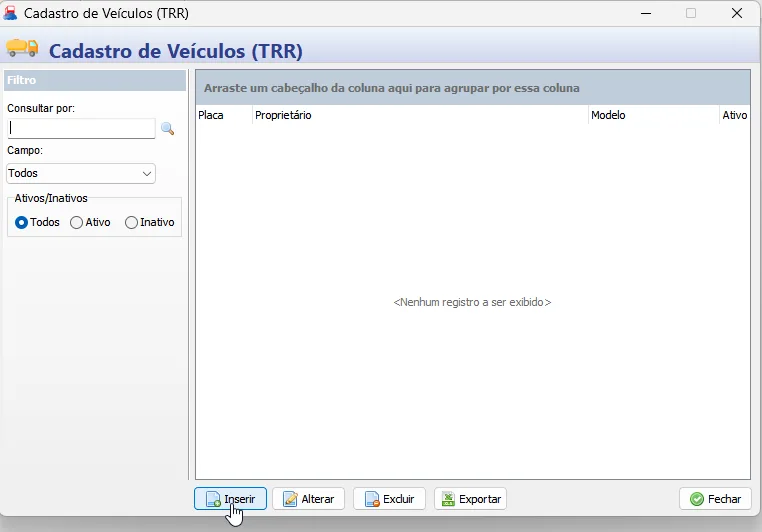 Cadastro de Veículos (TRR)
Cadastro de Veículos (TRR)
Filtro
Consultar por:
Campo:
Todos
Ativos/Inativos
Todos Ativo Inativo
Arraste um cabeçalho da coluna aqui para agrupar por essa coluna
Placa Proprietário Modelo Ativo
<Nenhum registro a ser exibido>
Inserir Alterar Excluir Exportar Fechar